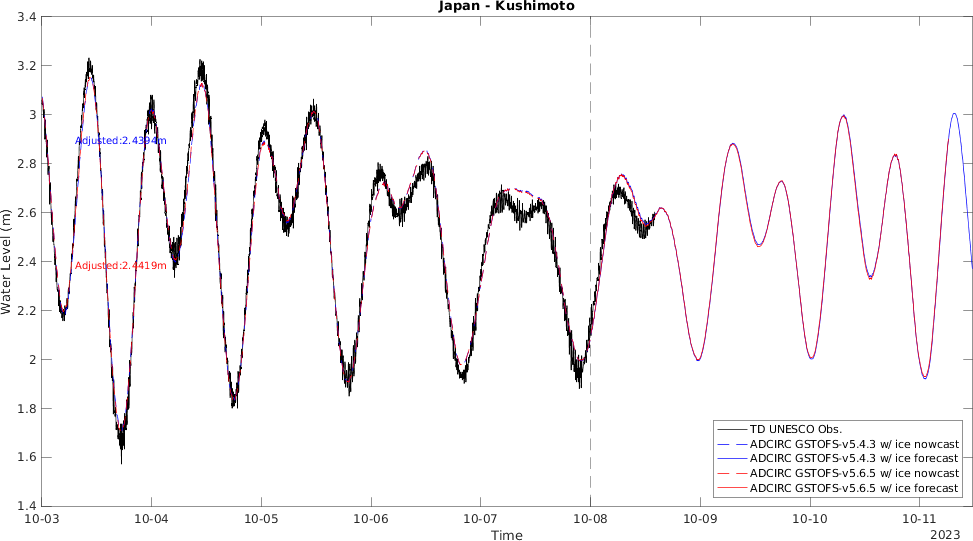 Japan - Kushimoto
Water Level (m)
3.4
3.2
3
2.8
2.6
2.4
2.2
2
1.8
1.6
1.4
Adjusted:2.4394m
Adjusted:2.4419m
TD UNESCO Obs.
ADCIRC GSTOFS-v5.4.3 w/ ice nowcast
ADCIRC GSTOFS-v5.4.3 w/ ice forecast
ADCIRC GSTOFS-v5.6.5 w/ ice nowcast
ADCIRC GSTOFS-v5.6.5 w/ ice forecast
10-03 10-04 10-05 10-06 10-07 10-08 10-09 10-10 10-11
Time
2023